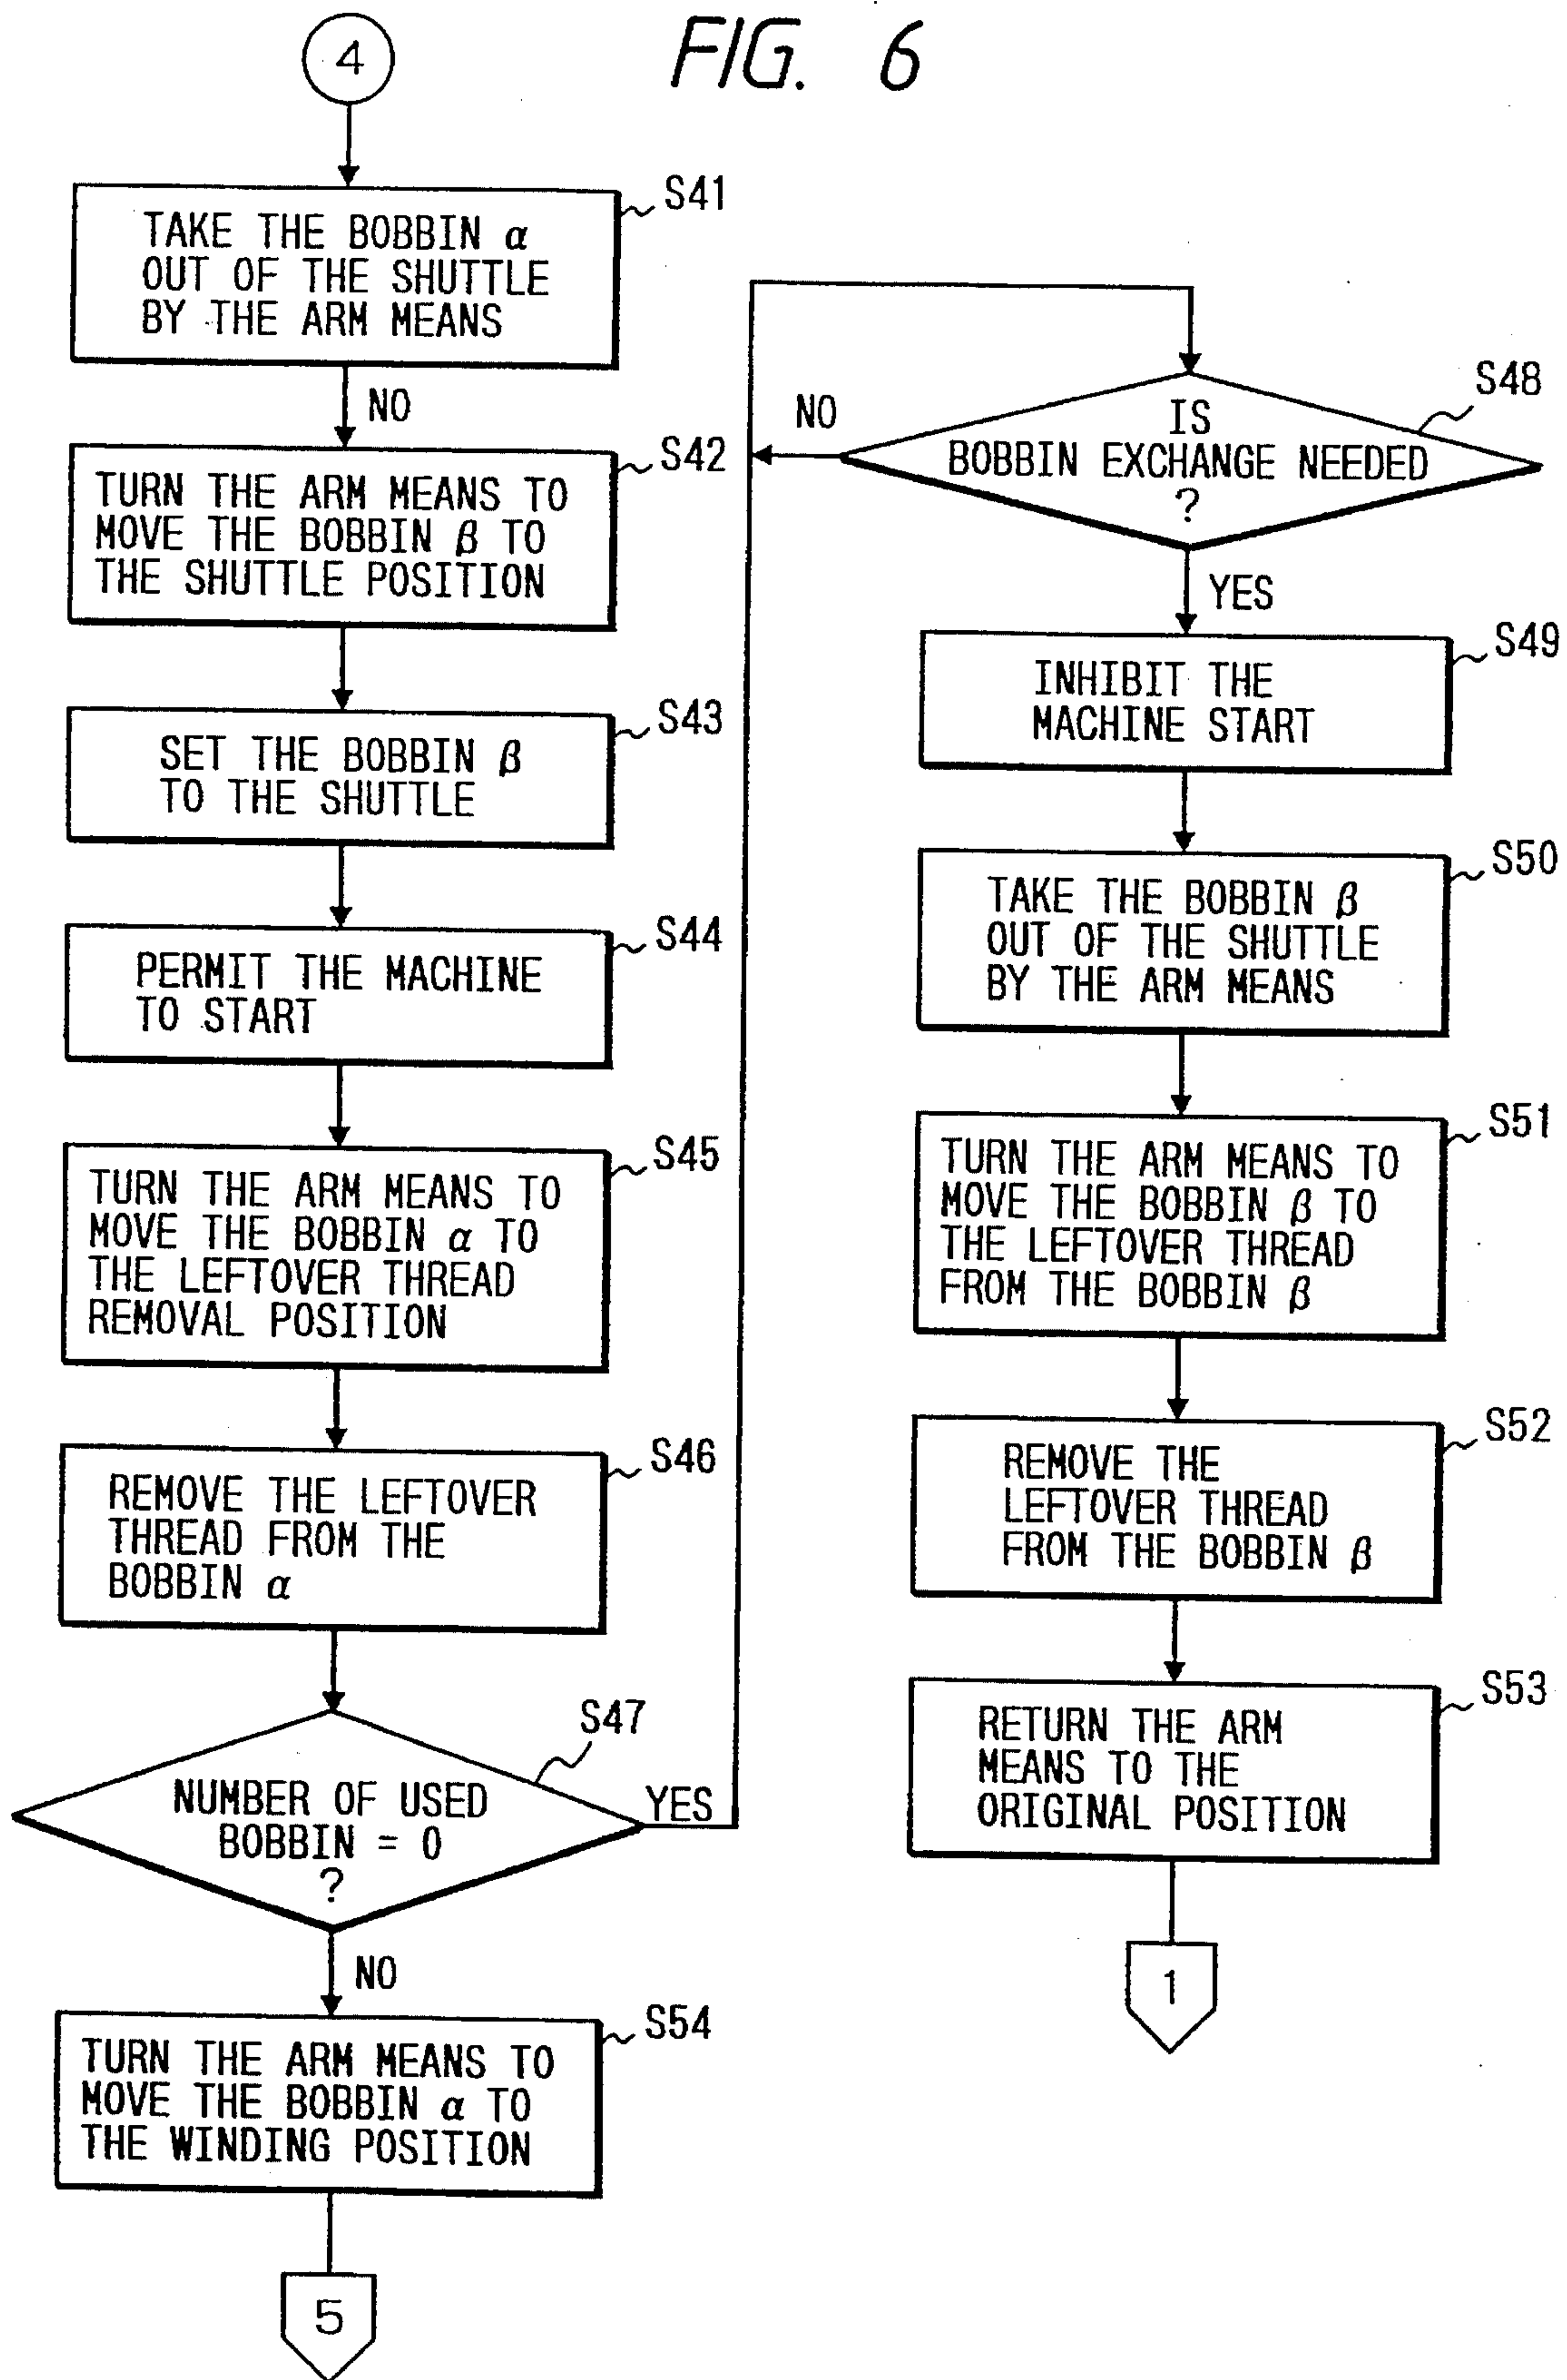 FIG. 6
4
S41
TAKE THE BOBBIN α
OUT OF THE SHUTTLE
BY THE ARM MEANS
NO
S42
TURN THE ARM MEANS TO
MOVE THE BOBBIN β TO
THE SHUTTLE POSITION
S43
SET THE BOBBIN β
TO THE SHUTTLE
S44
PERMIT THE MACHINE
TO START
S45
TURN THE ARM MEANS TO
MOVE THE BOBBIN α TO
THE LEFTOVER THREAD
REMOVAL POSITION
S46
REMOVE THE LEFTOVER
THREAD FROM THE
BOBBIN α
S47
NUMBER OF USED
BOBBIN = 0
?
YES
NO
S54
TURN THE ARM MEANS TO
MOVE THE BOBBIN α TO
THE WINDING POSITION
5
S48
IS
BOBBIN EXCHANGE NEEDED
?
NO
YES
S49
INHIBIT THE
MACHINE START
S50
TAKE THE BOBBIN β
OUT OF THE SHUTTLE
BY THE ARM MEANS
S51
TURN THE ARM MEANS TO
MOVE THE BOBBIN β TO
THE LEFTOVER THREAD
FROM THE BOBBIN β
S52
REMOVE THE
LEFTOVER THREAD
FROM THE BOBBIN β
S53
RETURN THE ARM
MEANS TO THE
ORIGINAL POSITION
1